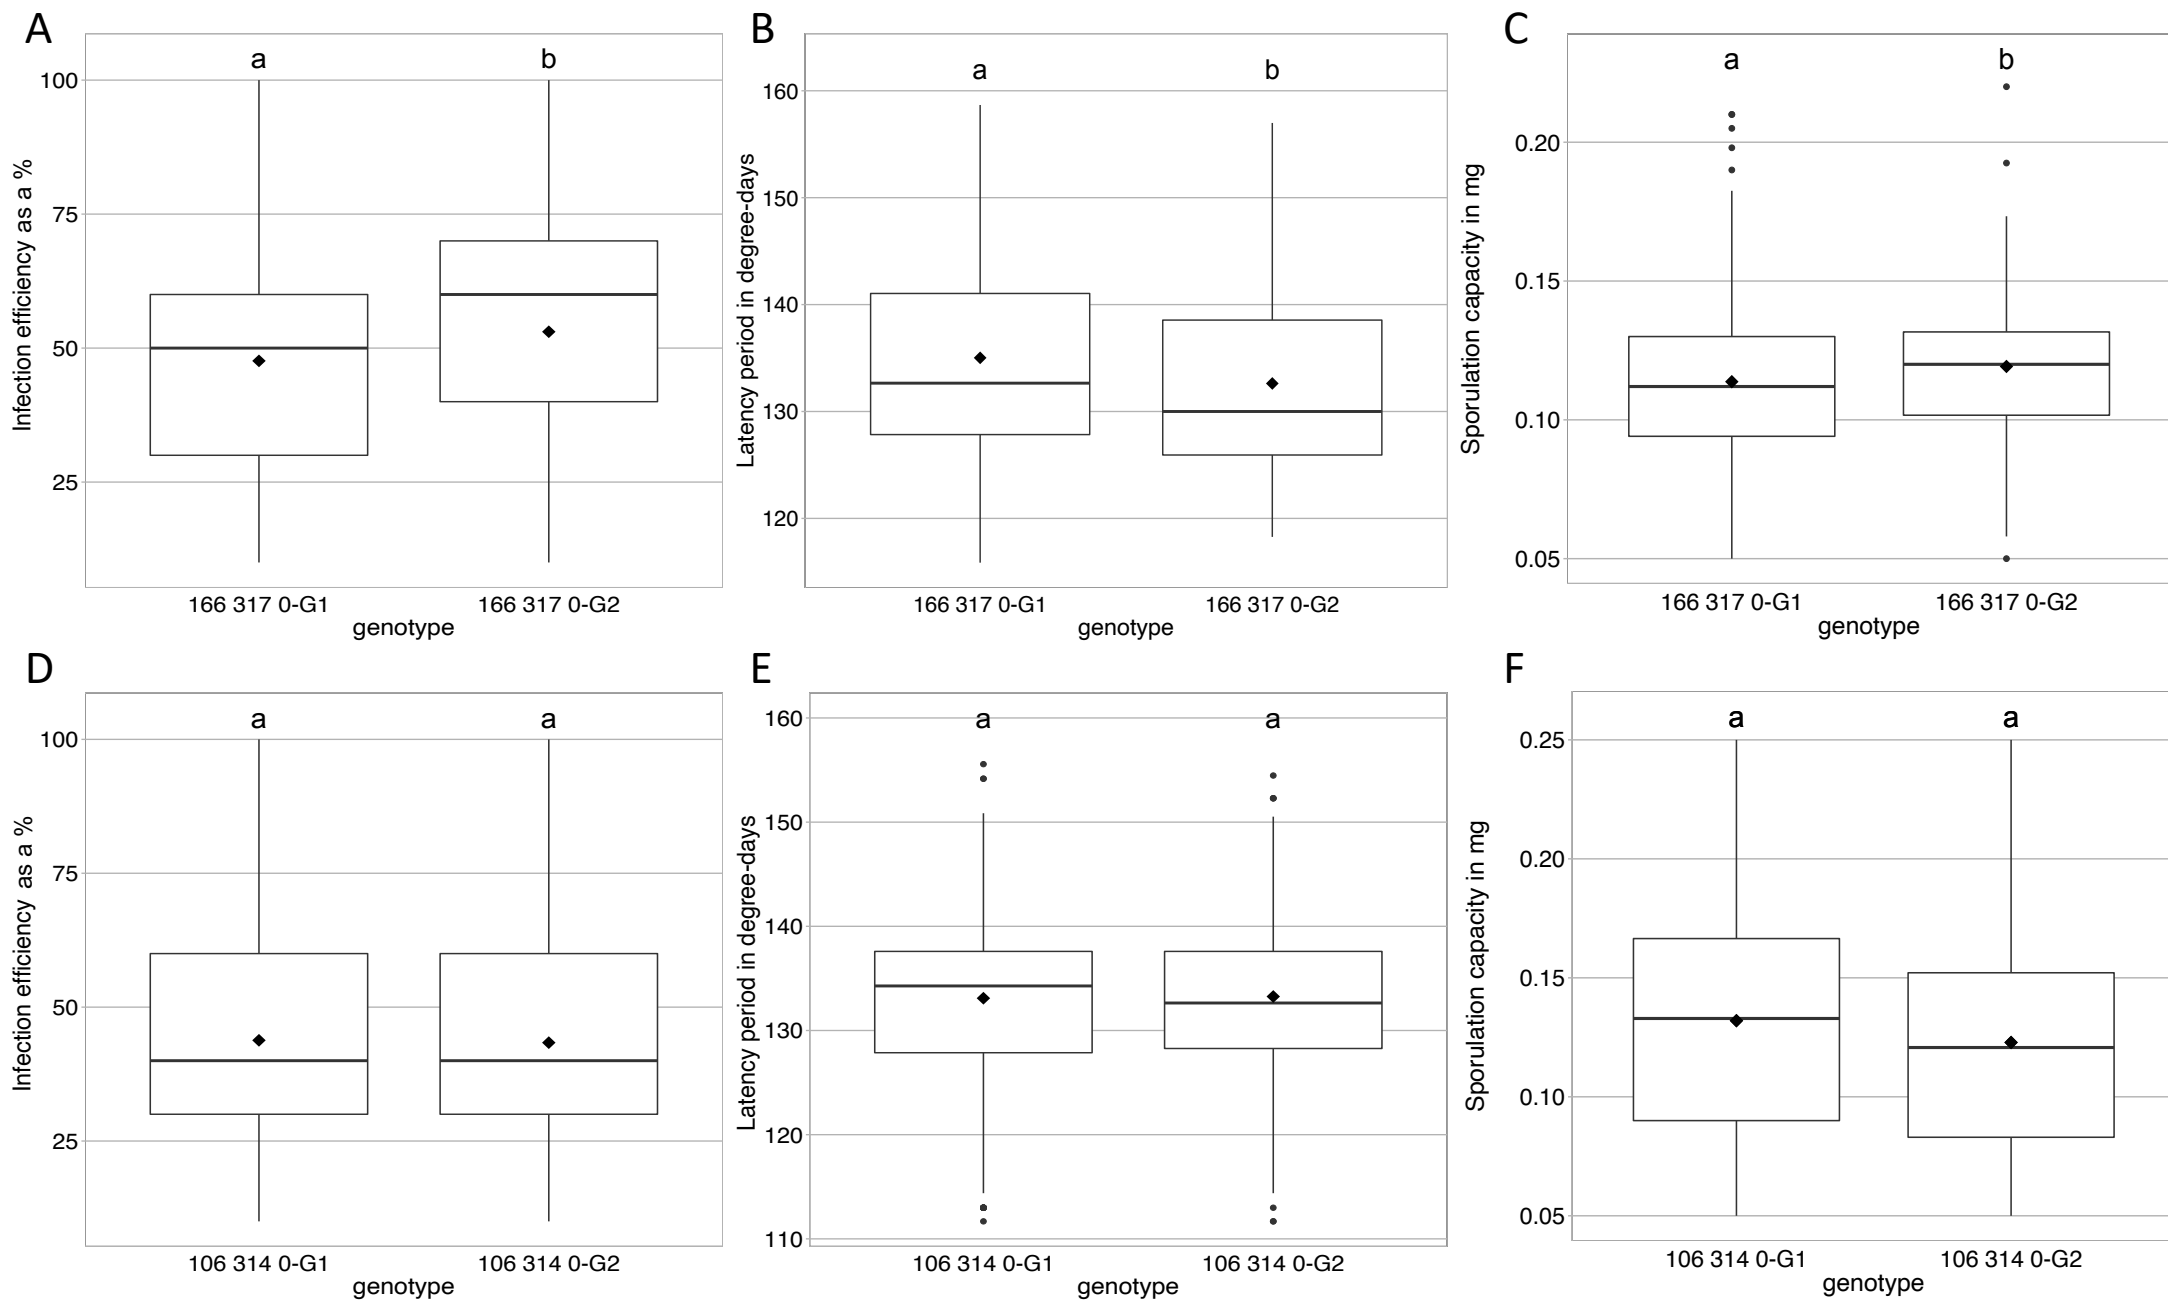 A
Infection efficiency as a %
100
75
50
25
a b
166 317 0-G1 166 317 0-G2
genotype
B
Latency period in degree-days
160
150
140
130
120
a b
166 317 0-G1 166 317 0-G2
genotype
C
Sporulation capacity in mg
0.20
0.15
0.10
0.05
a b
166 317 0-G1 166 317 0-G2
genotype
D
Infection efficiency as a %
100
75
50
25
a a
106 314 0-G1 106 314 0-G2
genotype
E
Latency period in degree-days
160
150
140
130
120
110
a a
106 314 0-G1 106 314 0-G2
genotype
F
Sporulation capacity in mg
0.25
0.20
0.15
0.10
0.05
a a
106 314 0-G1 106 314 0-G2
genotype